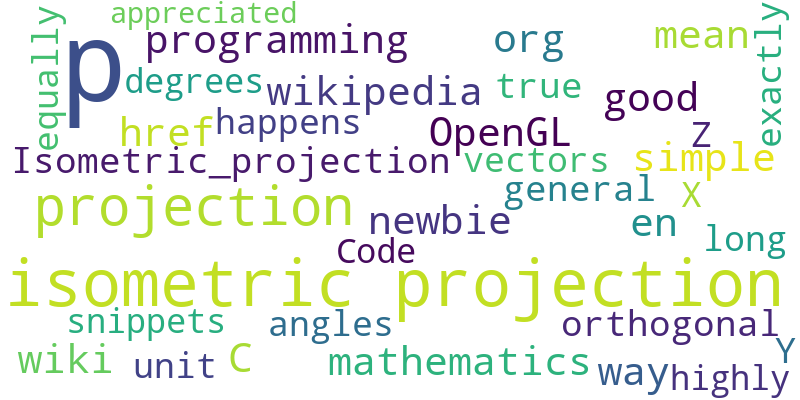 appreciated
equally
p
programming
org
mean
exactly
degrees
wikipedia
true
good
href
happens
OpenGL
Z
Isometric_projection
vectors
simple
projection
general
X
newbie
en
long
Code
isometric projection
snippets
angles
orthogonal
wiki
unit
C
mathematics
way
highly
Y